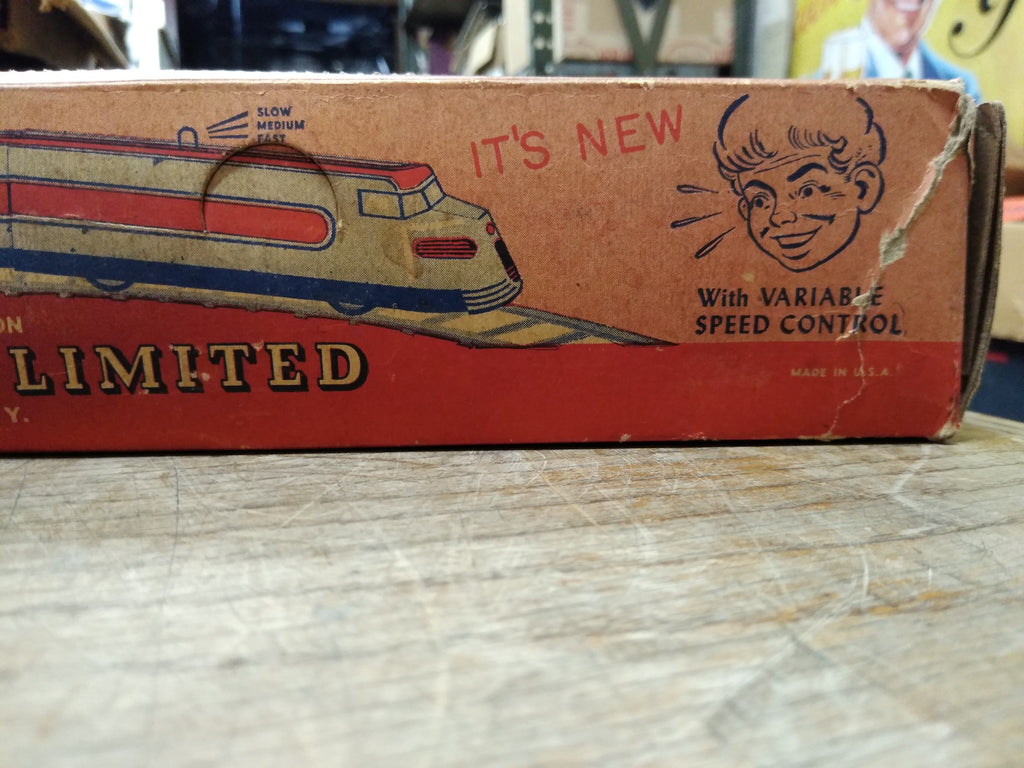 SLOW
MEDIUM
FAST
IT'S NEW
With VARIABLE
SPEED CONTROL
ON
LIMITED
MADE IN U.S.A.
Y.